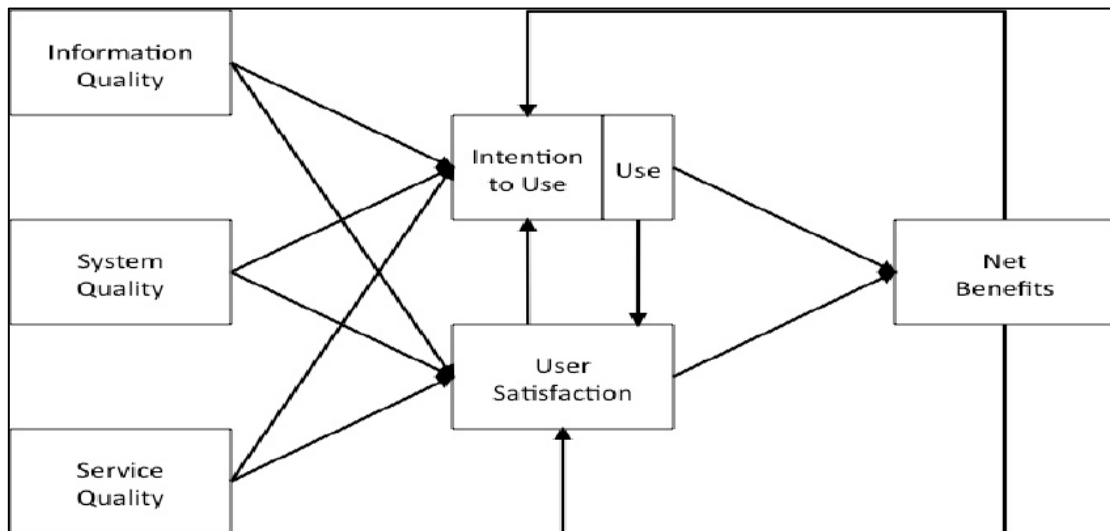 Information
Quality
Intention
to Use
Use
System
Quality
Net
Benefits
User
Satisfaction
Service
Quality